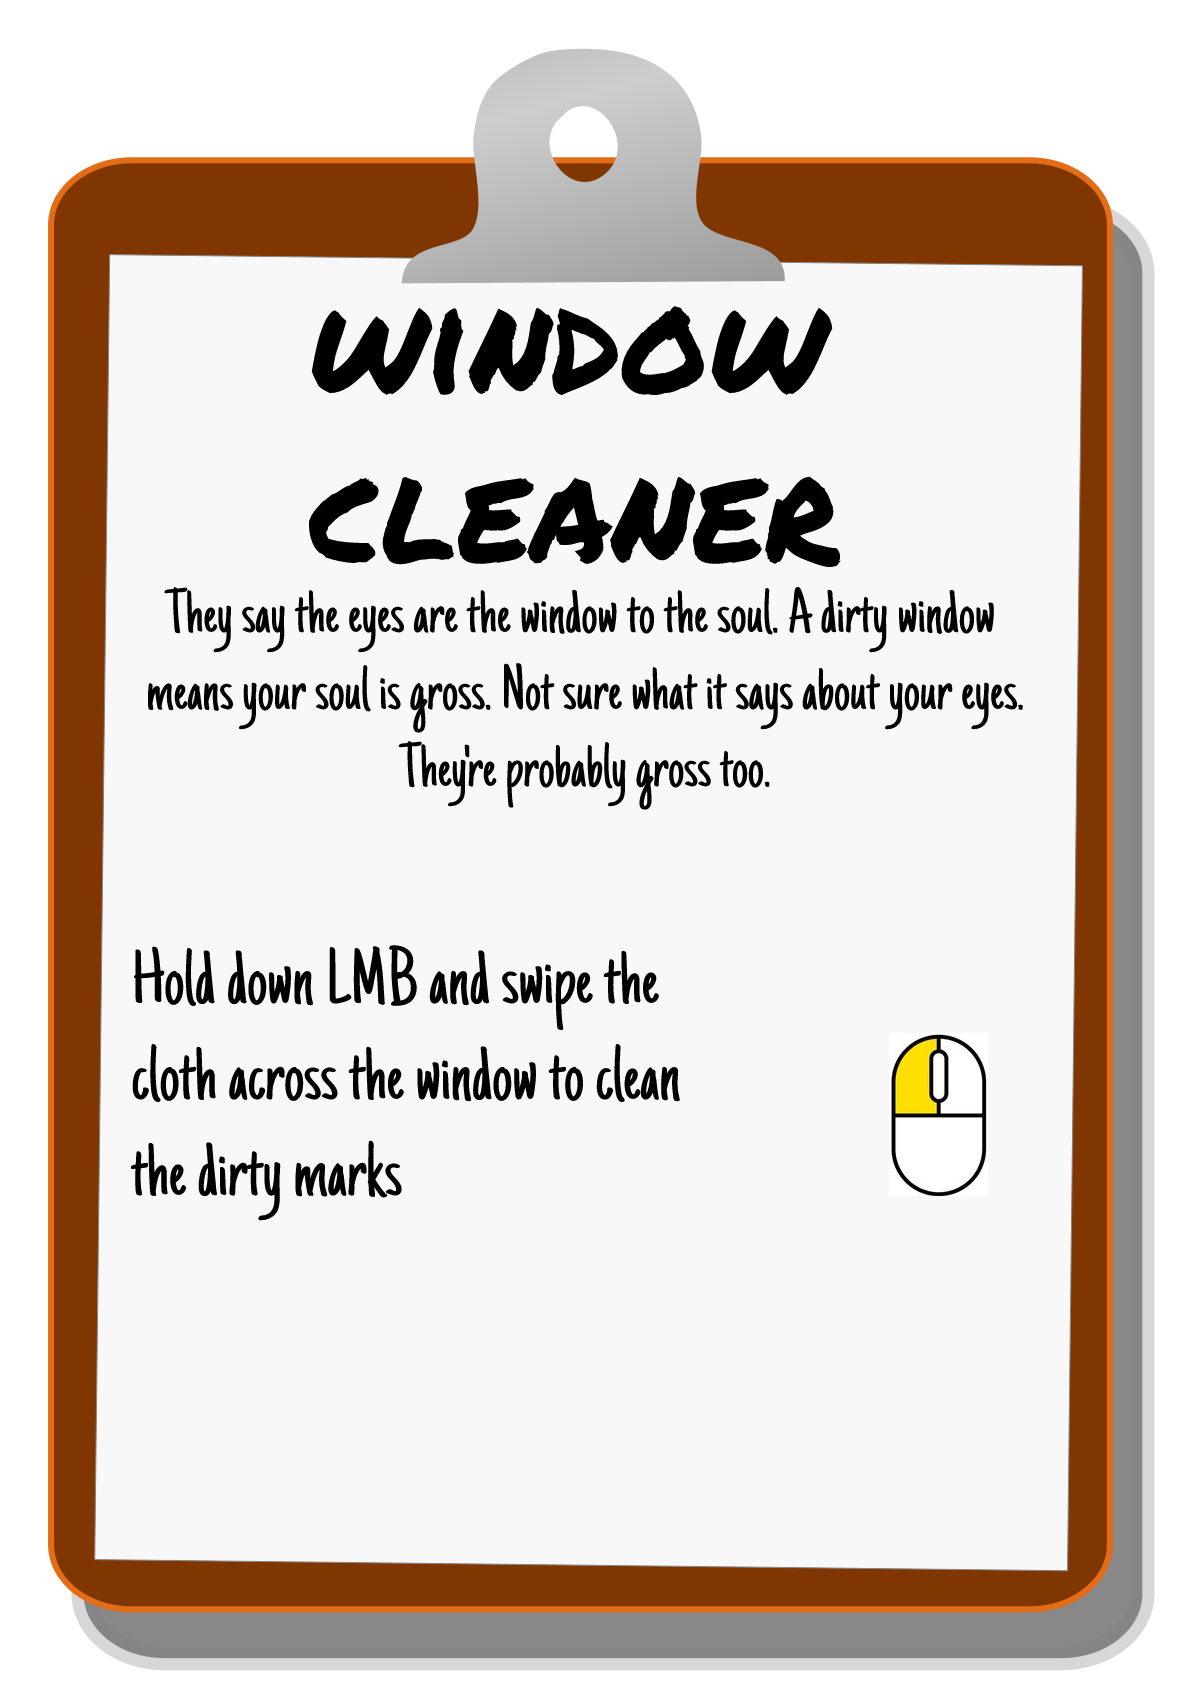 WINDOW
CLEANER
They say the eyes are the window to the soul. A dirty window
means your soul is gross. Not sure what it says about your eyes.
They're probably gross too.
Hold down LMB and swipe the
cloth across the window to clean
the dirty marks